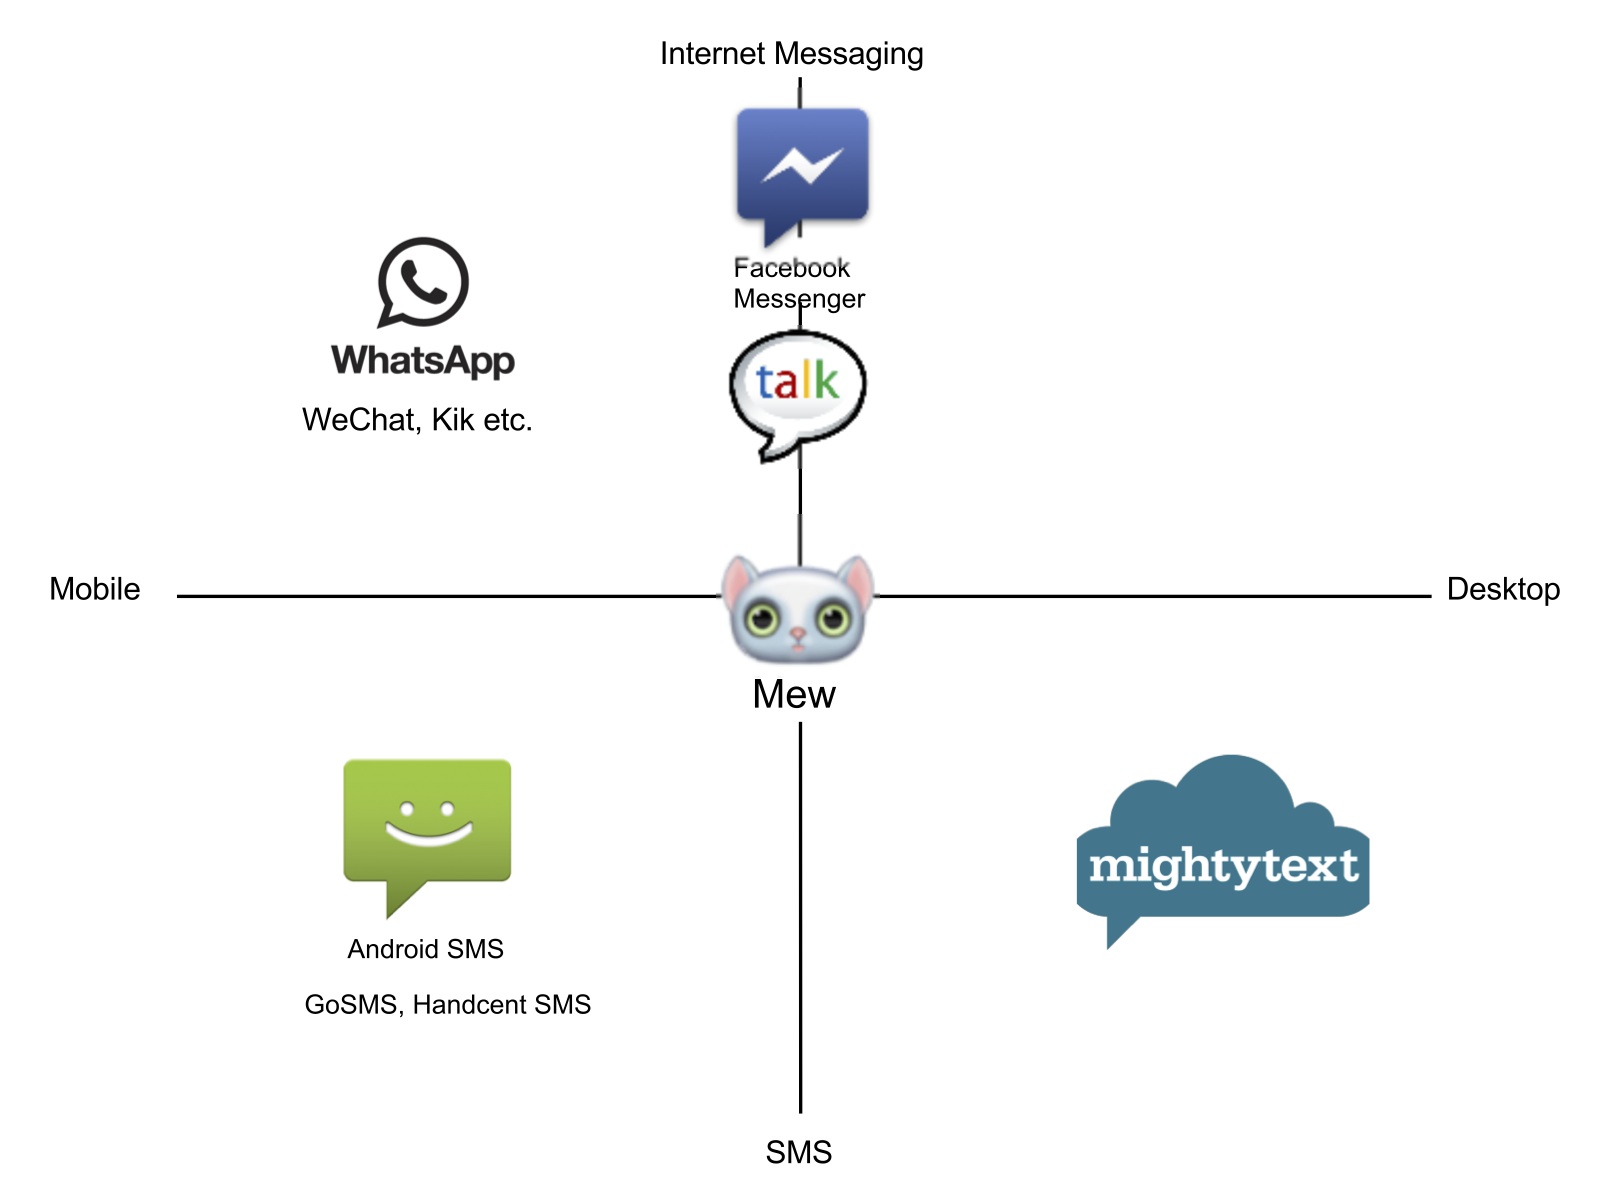 Internet Messaging
Facebook
Messenger
talk
WhatsApp
WeChat, Kik etc.
Mobile
Desktop
Mew
mightytext
Android SMS
GoSMS, Handcent SMS
SMS